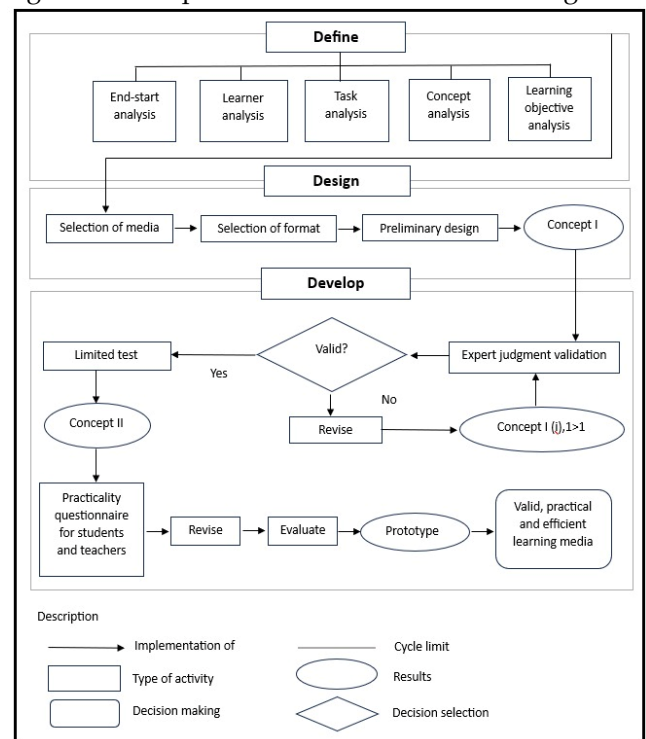 Define
End-start
analysis
Learner
analysis
Task
analysis
Concept
analysis
Learning
objective
analysis
Design
Selection of media
Selection of format
Preliminary design
Concept I
Develop
Limited test
Yes
Valid?
No
Expert judgment validation
Revise
Concept I (i),1>1
Concept II
Practicality
questionnaire
for students
and teachers
Revise
Evaluate
Prototype
Valid, practical
and efficient
learning media
Description
Implementation of
Cycle limit
Type of activity
Results
Decision making
Decision selection